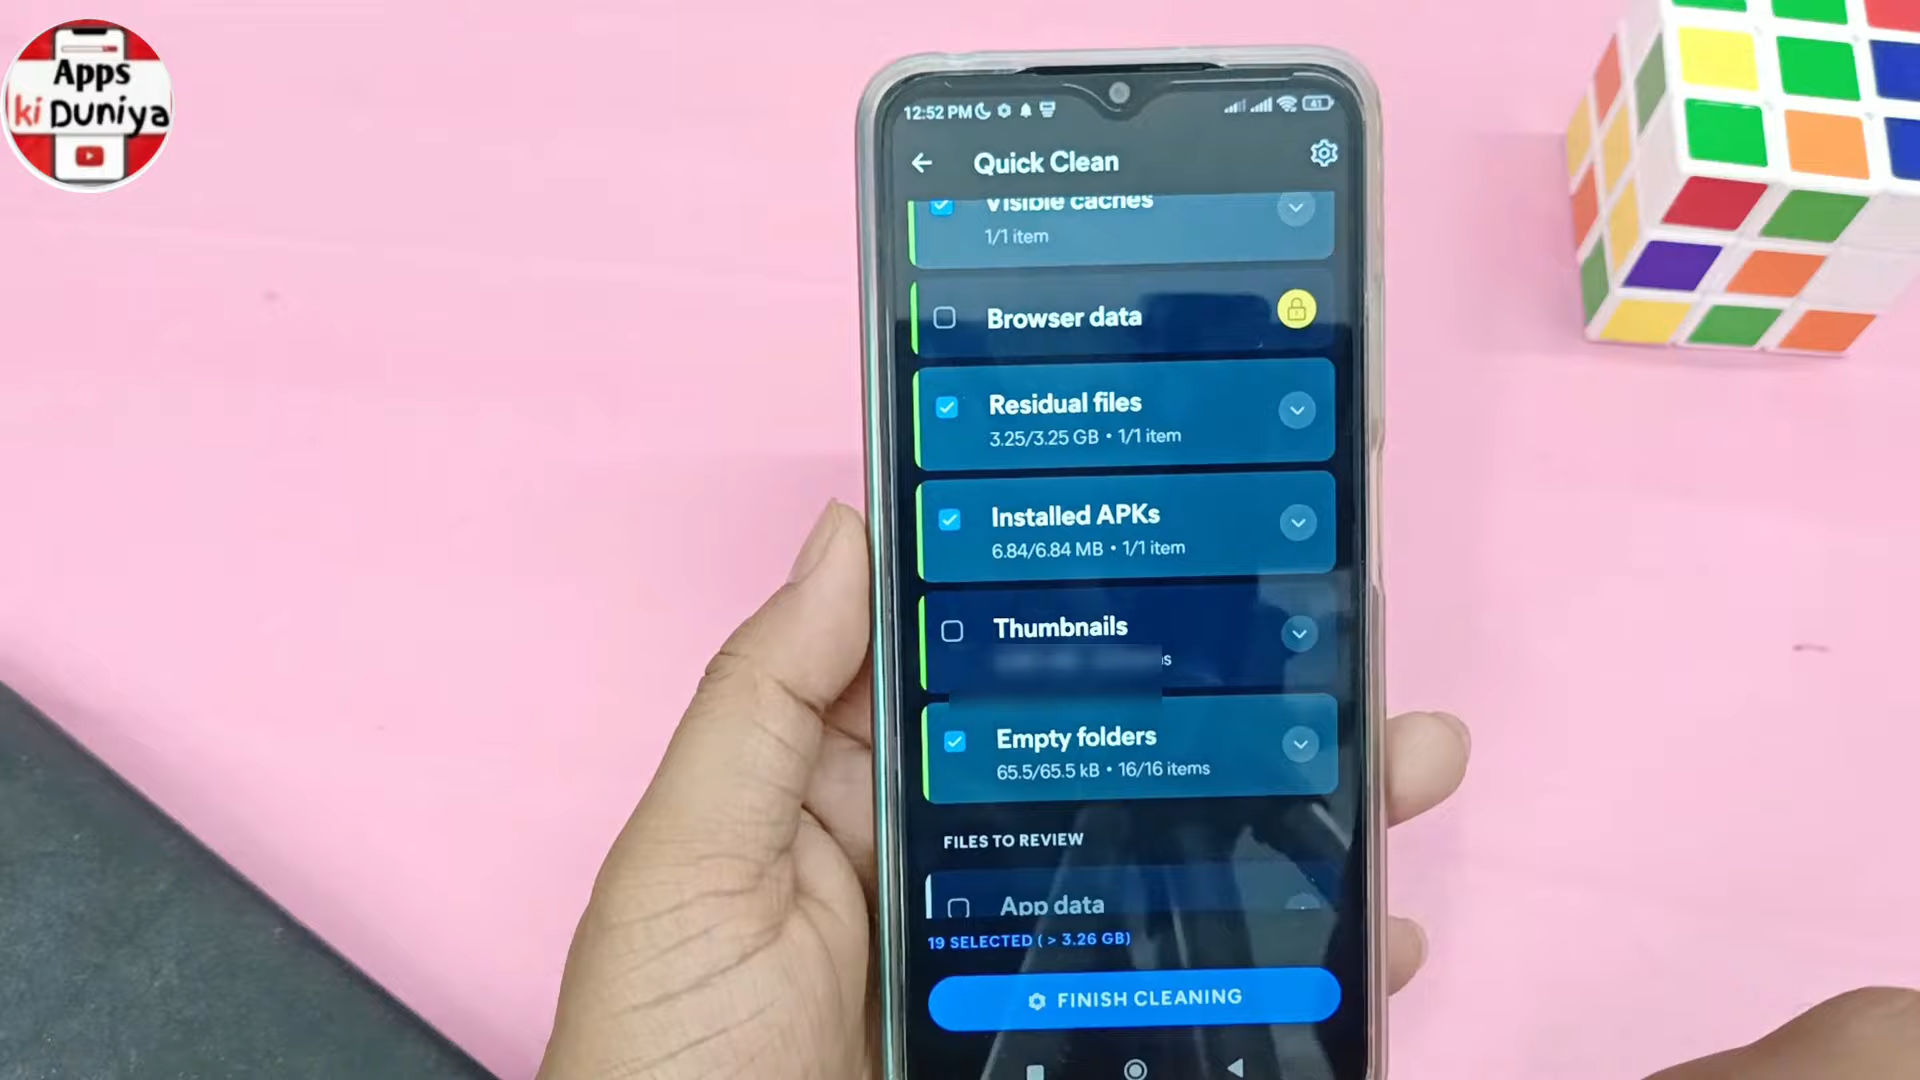 Apps
ki Duniya
12:52 PM
41
Quick Clean
Visible caches
1/1 item
Browser data
Residual files
3.25/3.25 GB • 1/1 item
Installed APKs
6.84/6.84 MB • 1/1 item
Thumbnails
Empty folders
65.5/65.5 kB • 16/16 items
FILES TO REVIEW
App data
19 SELECTED ( > 3.26 GB)
FINISH CLEANING